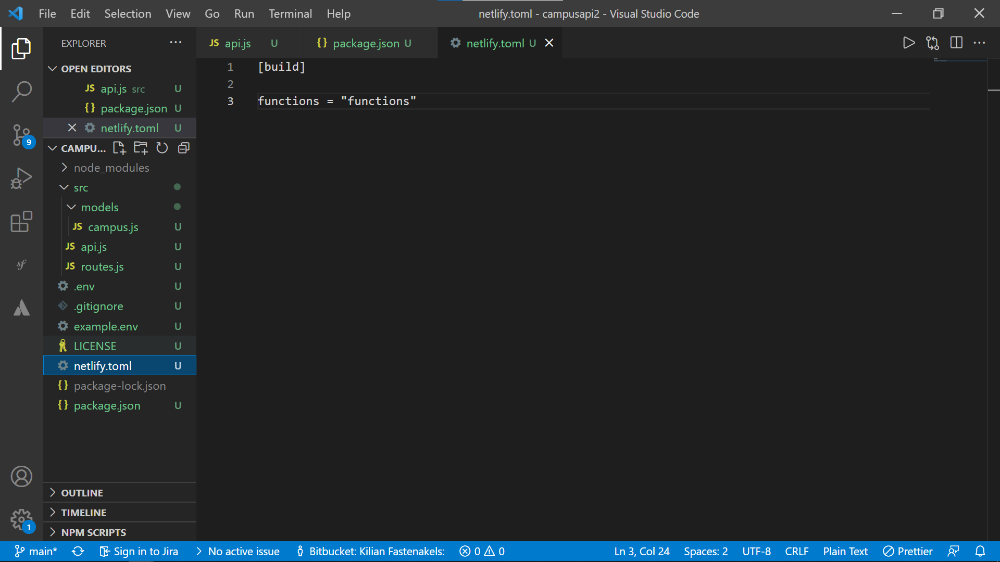 File Edit Selection View Go Run Terminal Help
netlify.toml - campusapi2 - Visual Studio Code
EXPLORER
JS api.js U
{} package.json U
netlify.toml U
OPEN EDITORS
JS api.js src U
{} package.json U
netlify.toml U
CAMPU...
node_modules
src
models
JS campus.js U
JS api.js U
JS routes.js U
.env U
.gitignore U
example.env U
LICENSE U
netlify.toml U
{} package-lock.json
{} package.json U
OUTLINE
TIMELINE
NPM SCRIPTS
9
sf
1
1 [build]
2
3 functions = "functions"
main* Sign in to Jira No active issue Bitbucket: Kilian Fastenakels: 0 0 Ln 3, Col 24 Spaces: 2 UTF-8 CRLF Plain Text Prettier